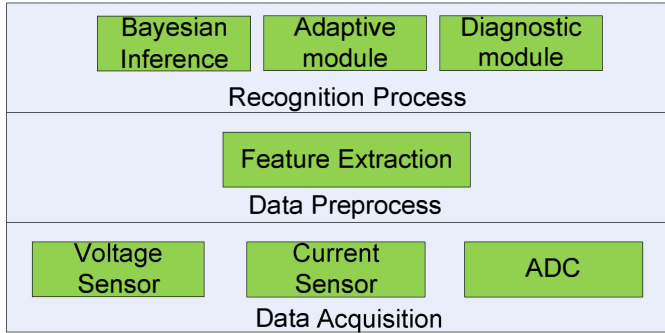 Bayesian
Inference
Adaptive
module
Diagnostic
module
Recognition Process
Feature Extraction
Data Preprocess
Voltage
Sensor
Current
Sensor
ADC
Data Acquisition